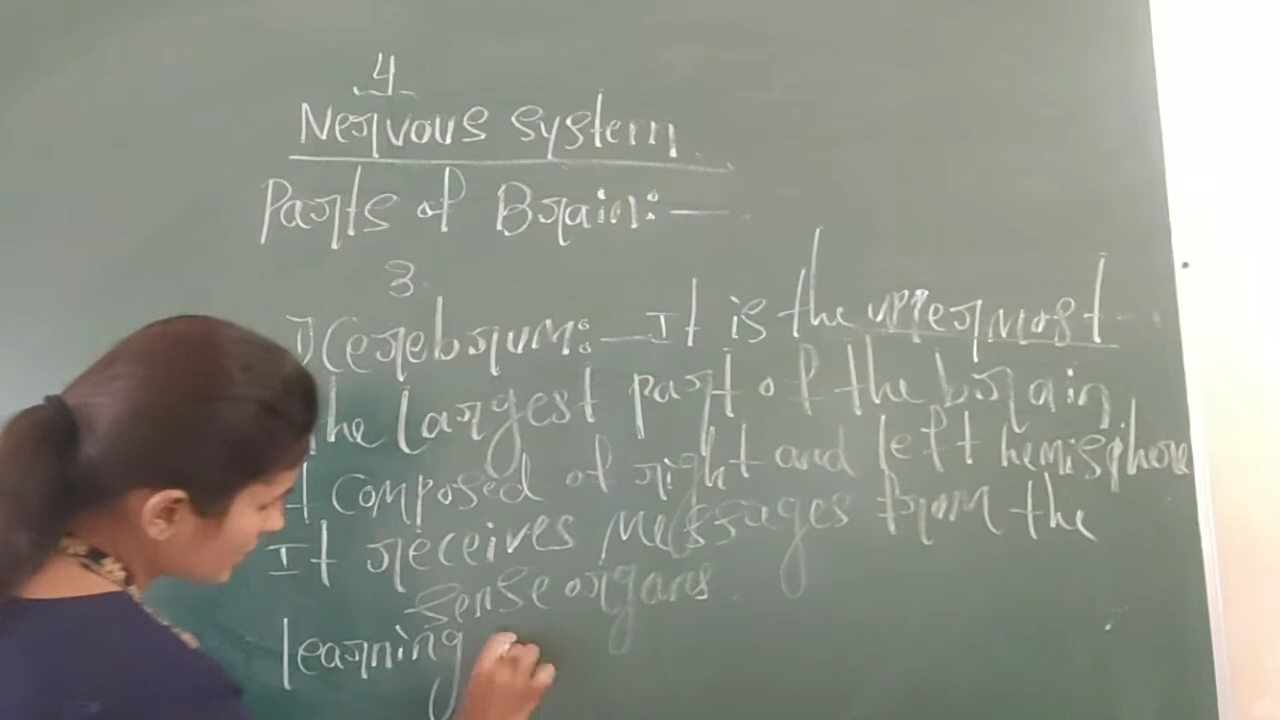 4
Nervous system
Parts of Brain:-
3.
1) Cerebrum:- It is the uppermost
the largest part of the brain,
It composed of right and left hemisphere
It receives messages from the
sense organs.
learning